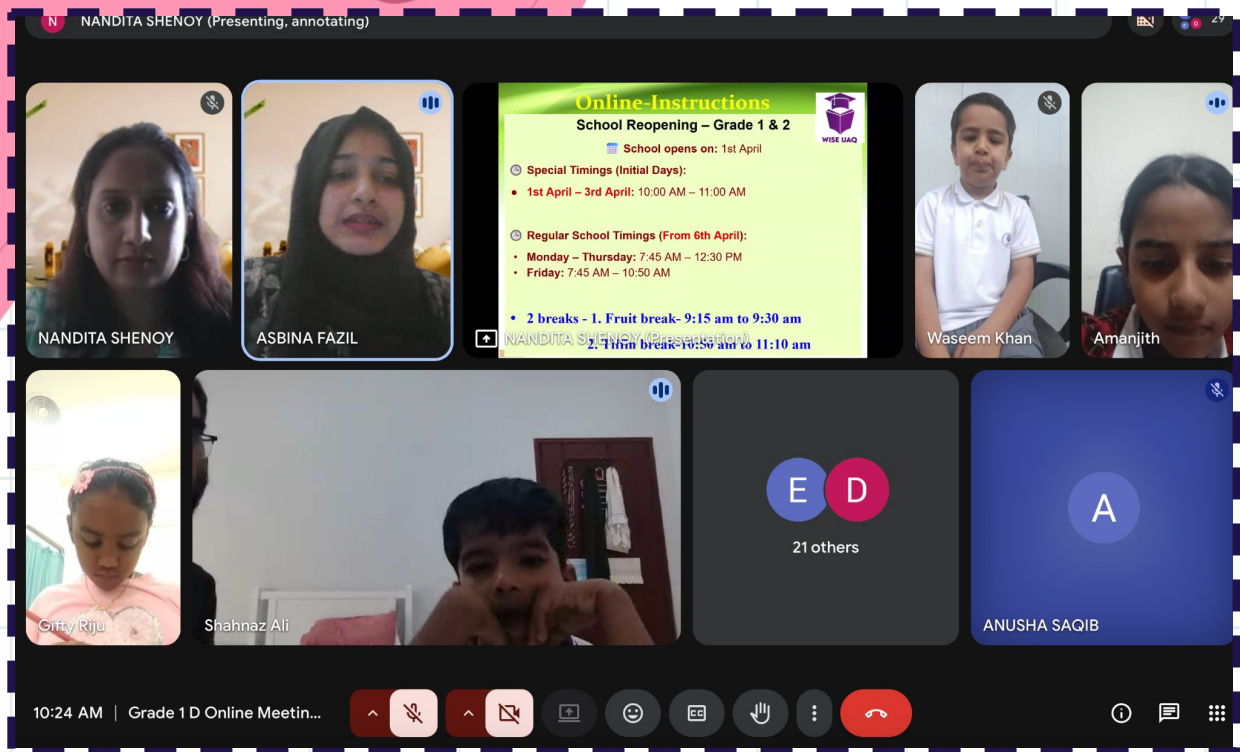 N NANDITA SHENOY (Presenting, annotating)
E D 29
Online-Instructions
School Reopening – Grade 1 & 2
WISE UAQ
School opens on: 1st April
Special Timings (Initial Days):
• 1st April – 3rd April: 10:00 AM – 11:00 AM
Regular School Timings (From 6th April):
• Monday – Thursday: 7:45 AM – 12:30 PM
• Friday: 7:45 AM – 10:50 AM
• 2 breaks - 1. Fruit break- 9:15 am to 9:30 am
2. Tifin break-10:50 am to 11:10 am
NANDITA SHENOY (Presentation)
NANDITA SHENOY
ASBINA FAZIL
Waseem Khan
Amanjith
Gifty Riju
Shahnaz Ali
E D
21 others
A
ANUSHA SAQIB
10:24 AM | Grade 1 D Online Meetin...
CC